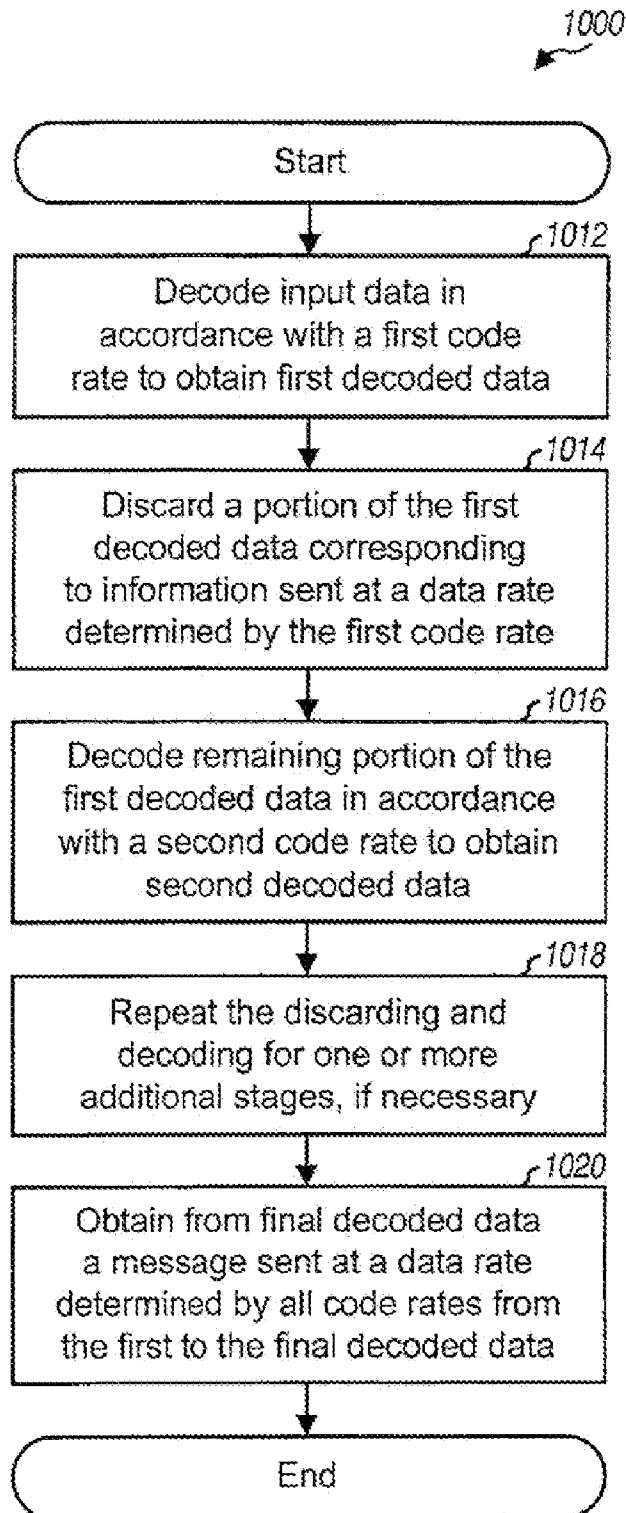 1000
Start
1012
Decode input data in
accordance with a first code
rate to obtain first decoded data
1014
Discard a portion of the first
decoded data corresponding
to information sent at a data rate
determined by the first code rate
1016
Decode remaining portion of the
first decoded data in accordance
with a second code rate to obtain
second decoded data
1018
Repeat the discarding and
decoding for one or more
additional stages, if necessary
1020
Obtain from final decoded data
a message sent at a data rate
determined by all code rates from
the first to the final decoded data
End